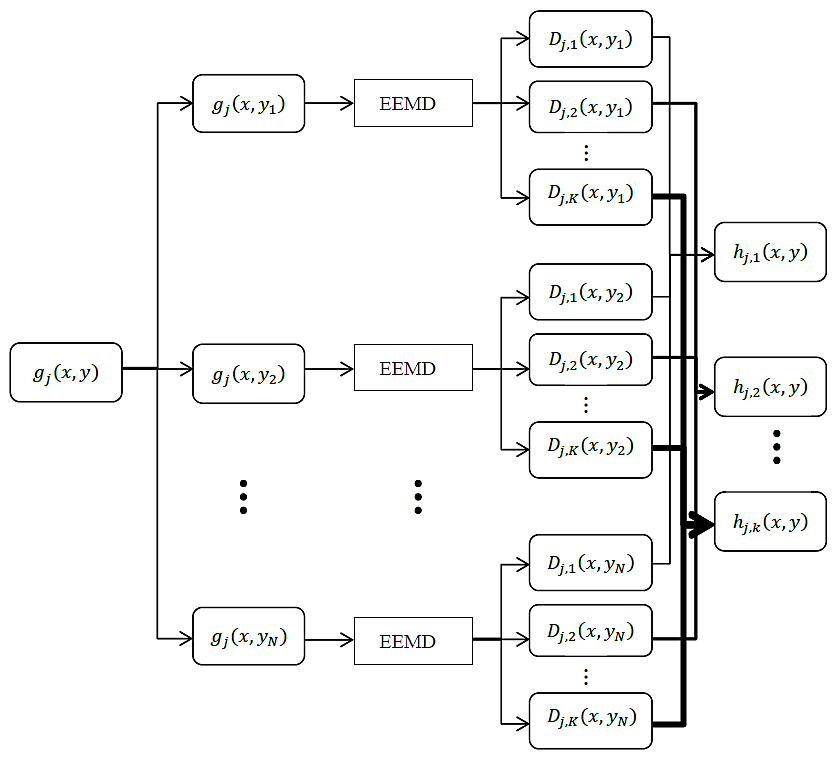 D_{j,1}(x, y_1)
g_j(x, y_1)
EEMD
D_{j,2}(x, y_1)
⋮
D_{j,K}(x, y_1)
h_{j,1}(x, y)
D_{j,1}(x, y_2)
g_j(x, y)
g_j(x, y_2)
EEMD
D_{j,2}(x, y_2)
h_{j,2}(x, y)
⋮
⋮
D_{j,K}(x, y_2)
⋮
⋮
h_{j,k}(x, y)
D_{j,1}(x, y_N)
g_j(x, y_N)
EEMD
D_{j,2}(x, y_N)
⋮
D_{j,K}(x, y_N)